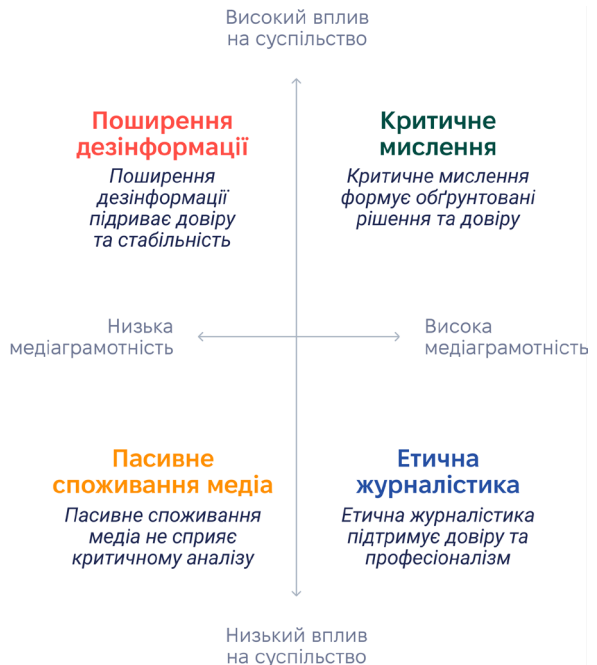 Високий вплив
на суспільство
Поширення
дезінформації
Поширення
дезінформації
підриває довіру
та стабільність
Критичне
мислення
Критичне мислення
формує обґрунтовані
рішення та довіру
Низька
медіаграмотність
Висока
медіаграмотність
Пасивне
споживання медіа
Пасивне споживання
медіа не сприяє
критичному аналізу
Етична
журналістика
Етична журналістика
підтримує довіру та
професіоналізм
Низький вплив
на суспільство